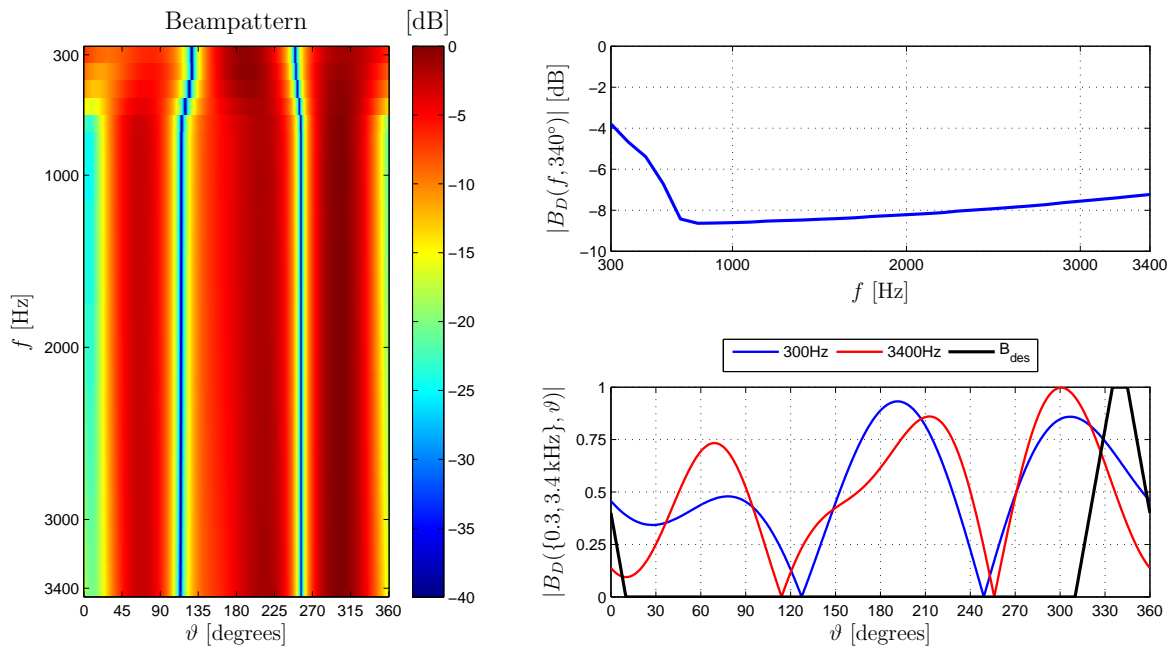 Beampattern
[dB]
300
1000
2000
3000
3400
f [Hz]
0 45 90 135 180 225 270 315 360
ϑ [degrees]
0
−5
−10
−15
−20
−25
−30
−35
−40
|B_D(f, 340°)| [dB]
0
−2
−4
−6
−8
−10
300 1000 2000 3000 3400
f [Hz]
300Hz 3400Hz B_des
|B_D({0.3, 3.4 kHz}, ϑ)|
1
0.75
0.5
0.25
0
0 30 60 90 120 150 180 210 240 270 300 330 360
ϑ [degrees]